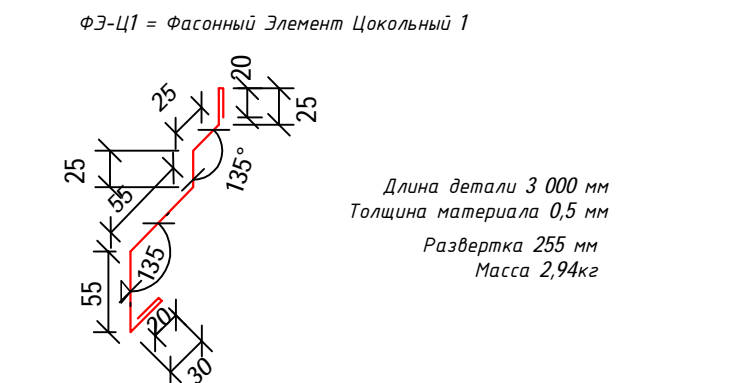 ФЭ-Ц1 = Фасонный Элемент Цокольный 1
20
25
25
25
135°
55
135
55
20
30
Длина детали 3 000 мм
Толщина материала 0,5 мм
Развертка 255 мм
Масса 2,94кг